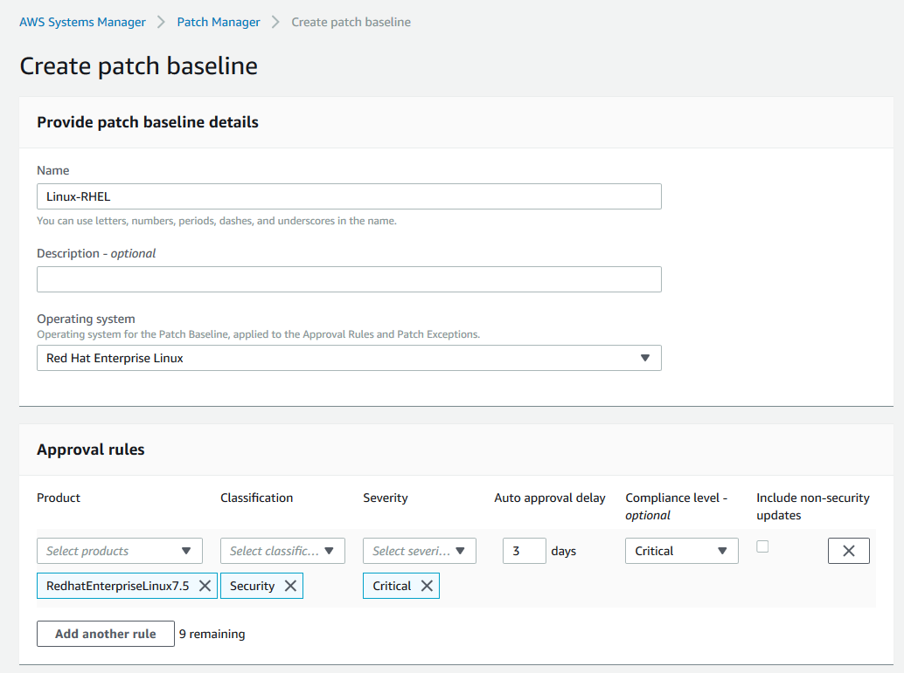 AWS Systems Manager > Patch Manager > Create patch baseline
Create patch baseline
Provide patch baseline details
Name
Linux-RHEL
You can use letters, numbers, periods, dashes, and underscores in the name.
Description - optional
Operating system
Operating system for the Patch Baseline, applied to the Approval Rules and Patch Exceptions.
Red Hat Enterprise Linux
Approval rules
Product Classification Severity Auto approval delay Compliance level - optional Include non-security updates
Select products Select classific... Select severi... 3 days Critical
RedhatEnterpriseLinux7.5 Security Critical
Add another rule 9 remaining